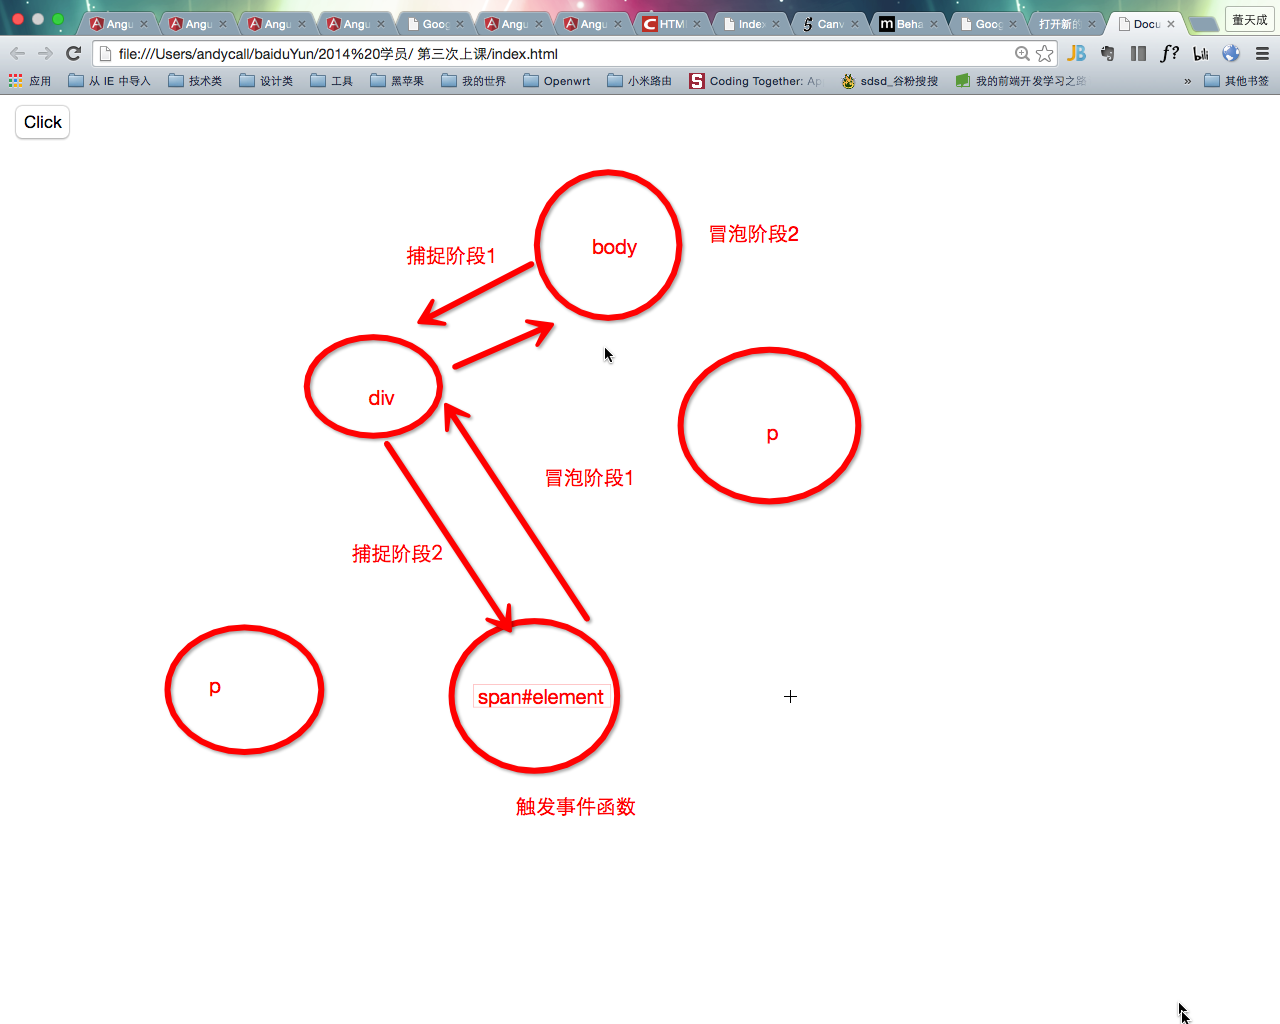 Angu
Angu
Angu
Angu
Goog
Angu
Angu
HTM
Index
Canv
Beha
Goog
打开新的
Docu
董天成
file:///Users/andycall/baiduYun/2014%20学员/ 第三次上课/index.html
应用
从 IE 中导入
技术类
设计类
工具
黑苹果
我的世界
Openwrt
小米路由
Coding Together: Ap
sdsd_谷粉搜搜
我的前端开发学习之路
»
其他书签
Click
body
冒泡阶段2
捕捉阶段1
div
p
冒泡阶段1
捕捉阶段2
p
span#element
触发事件函数